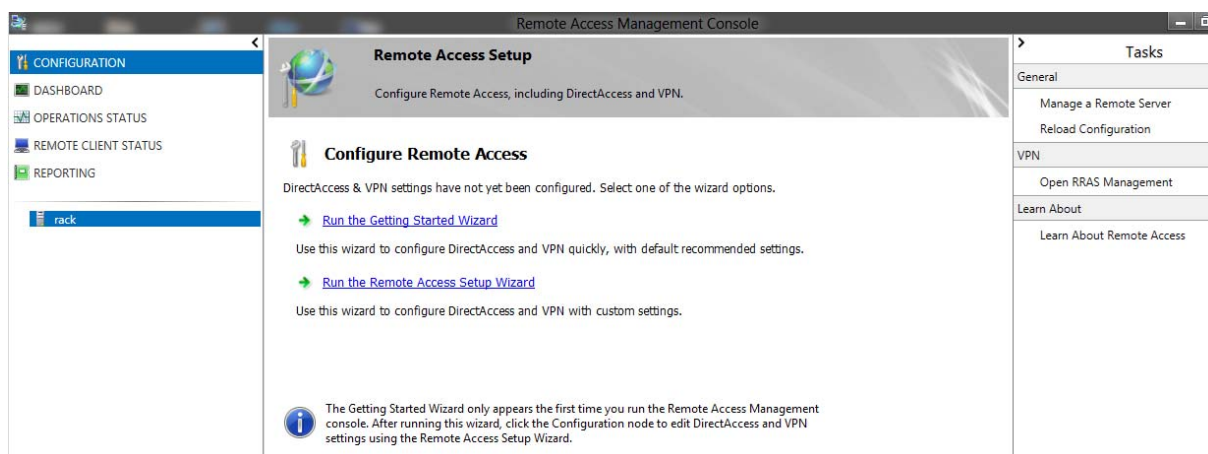 Remote Access Management Console
CONFIGURATION
DASHBOARD
OPERATIONS STATUS
REMOTE CLIENT STATUS
REPORTING
rack
Remote Access Setup
Configure Remote Access, including DirectAccess and VPN.
Configure Remote Access
DirectAccess & VPN settings have not yet been configured. Select one of the wizard options.
Run the Getting Started Wizard
Use this wizard to configure DirectAccess and VPN quickly, with default recommended settings.
Run the Remote Access Setup Wizard
Use this wizard to configure DirectAccess and VPN with custom settings.
The Getting Started Wizard only appears the first time you run the Remote Access Management
console. After running this wizard, click the Configuration node to edit DirectAccess and VPN
settings using the Remote Access Setup Wizard.
Tasks
General
Manage a Remote Server
Reload Configuration
VPN
Open RRAS Management
Learn About
Learn About Remote Access